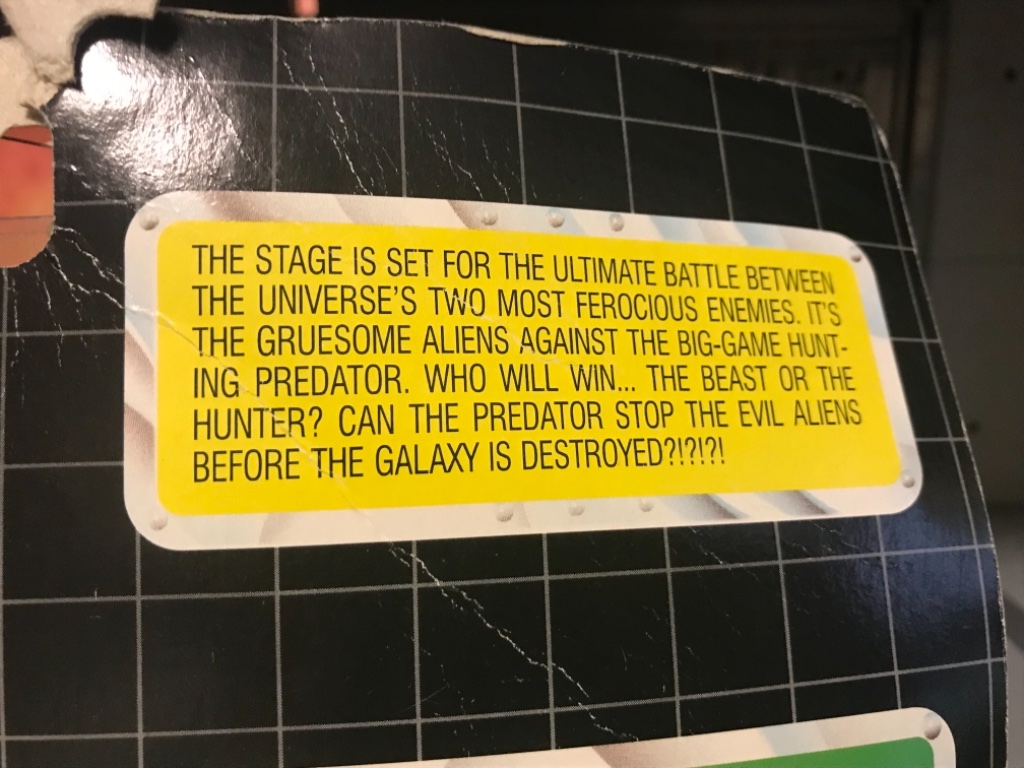 THE STAGE IS SET FOR THE ULTIMATE BATTLE BETWEEN
THE UNIVERSE'S TWO MOST FEROCIOUS ENEMIES. IT'S
THE GRUESOME ALIENS AGAINST THE BIG-GAME HUNT-
ING PREDATOR. WHO WILL WIN... THE BEAST OR THE
HUNTER? CAN THE PREDATOR STOP THE EVIL ALIENS
BEFORE THE GALAXY IS DESTROYED?!?!?!